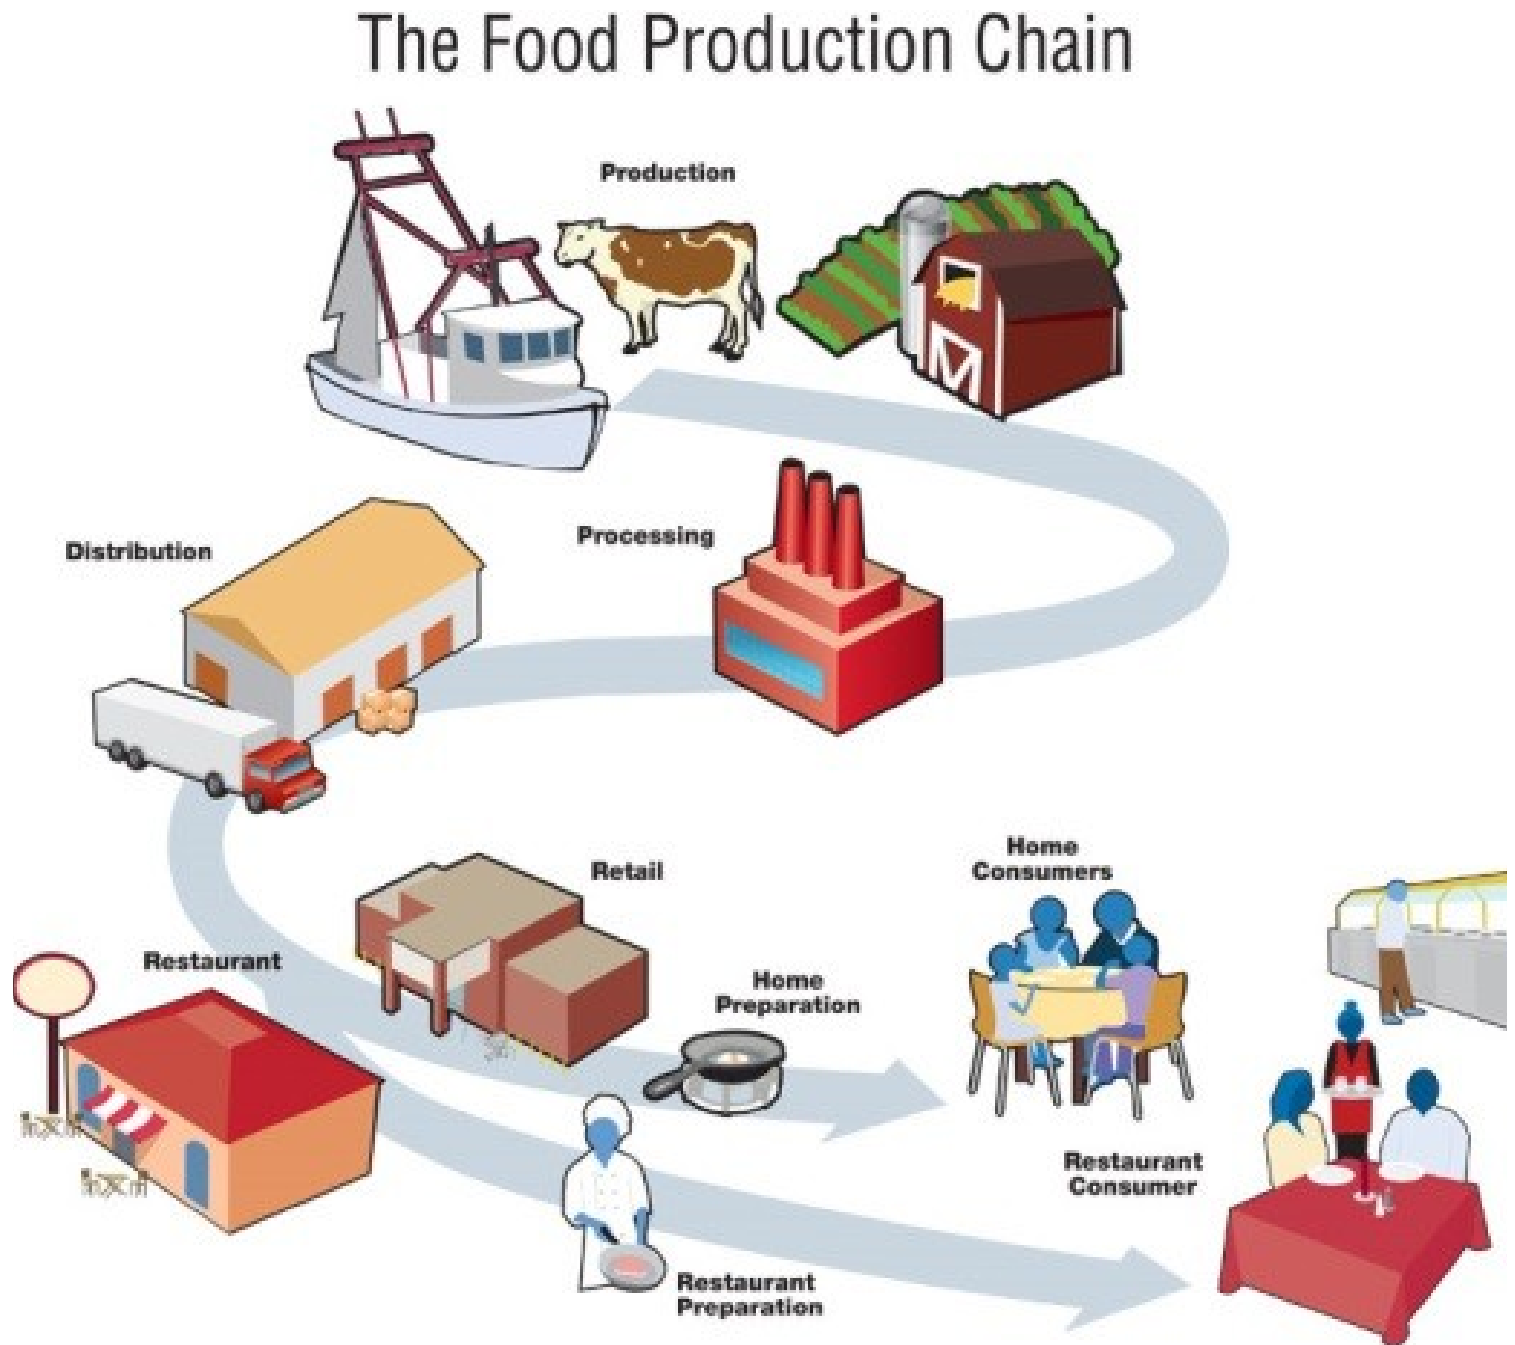 The Food Production Chain
Production
Processing
Distribution
Retail
Home
Consumers
Restaurant
Home
Preparation
Restaurant
Consumer
Restaurant
Preparation